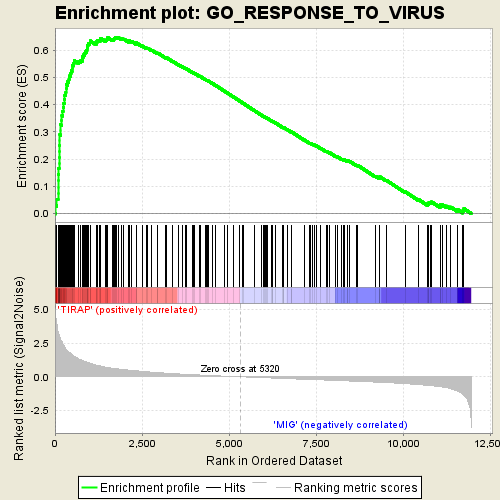 Enrichment plot: GO_RESPONSE_TO_VIRUS
Enrichment score (ES)
0.6
0.5
0.4
0.3
0.2
0.1
0.0
'TIRAP' (positively correlated)
Ranked list metric (Signal2Noise)
5.0
2.5
0.0
-2.5
Zero cross at 5320
'MIG' (negatively correlated)
0
2,500
5,000
7,500
10,000
12,500
Rank in Ordered Dataset
Enrichment profile
Hits
Ranking metric scores